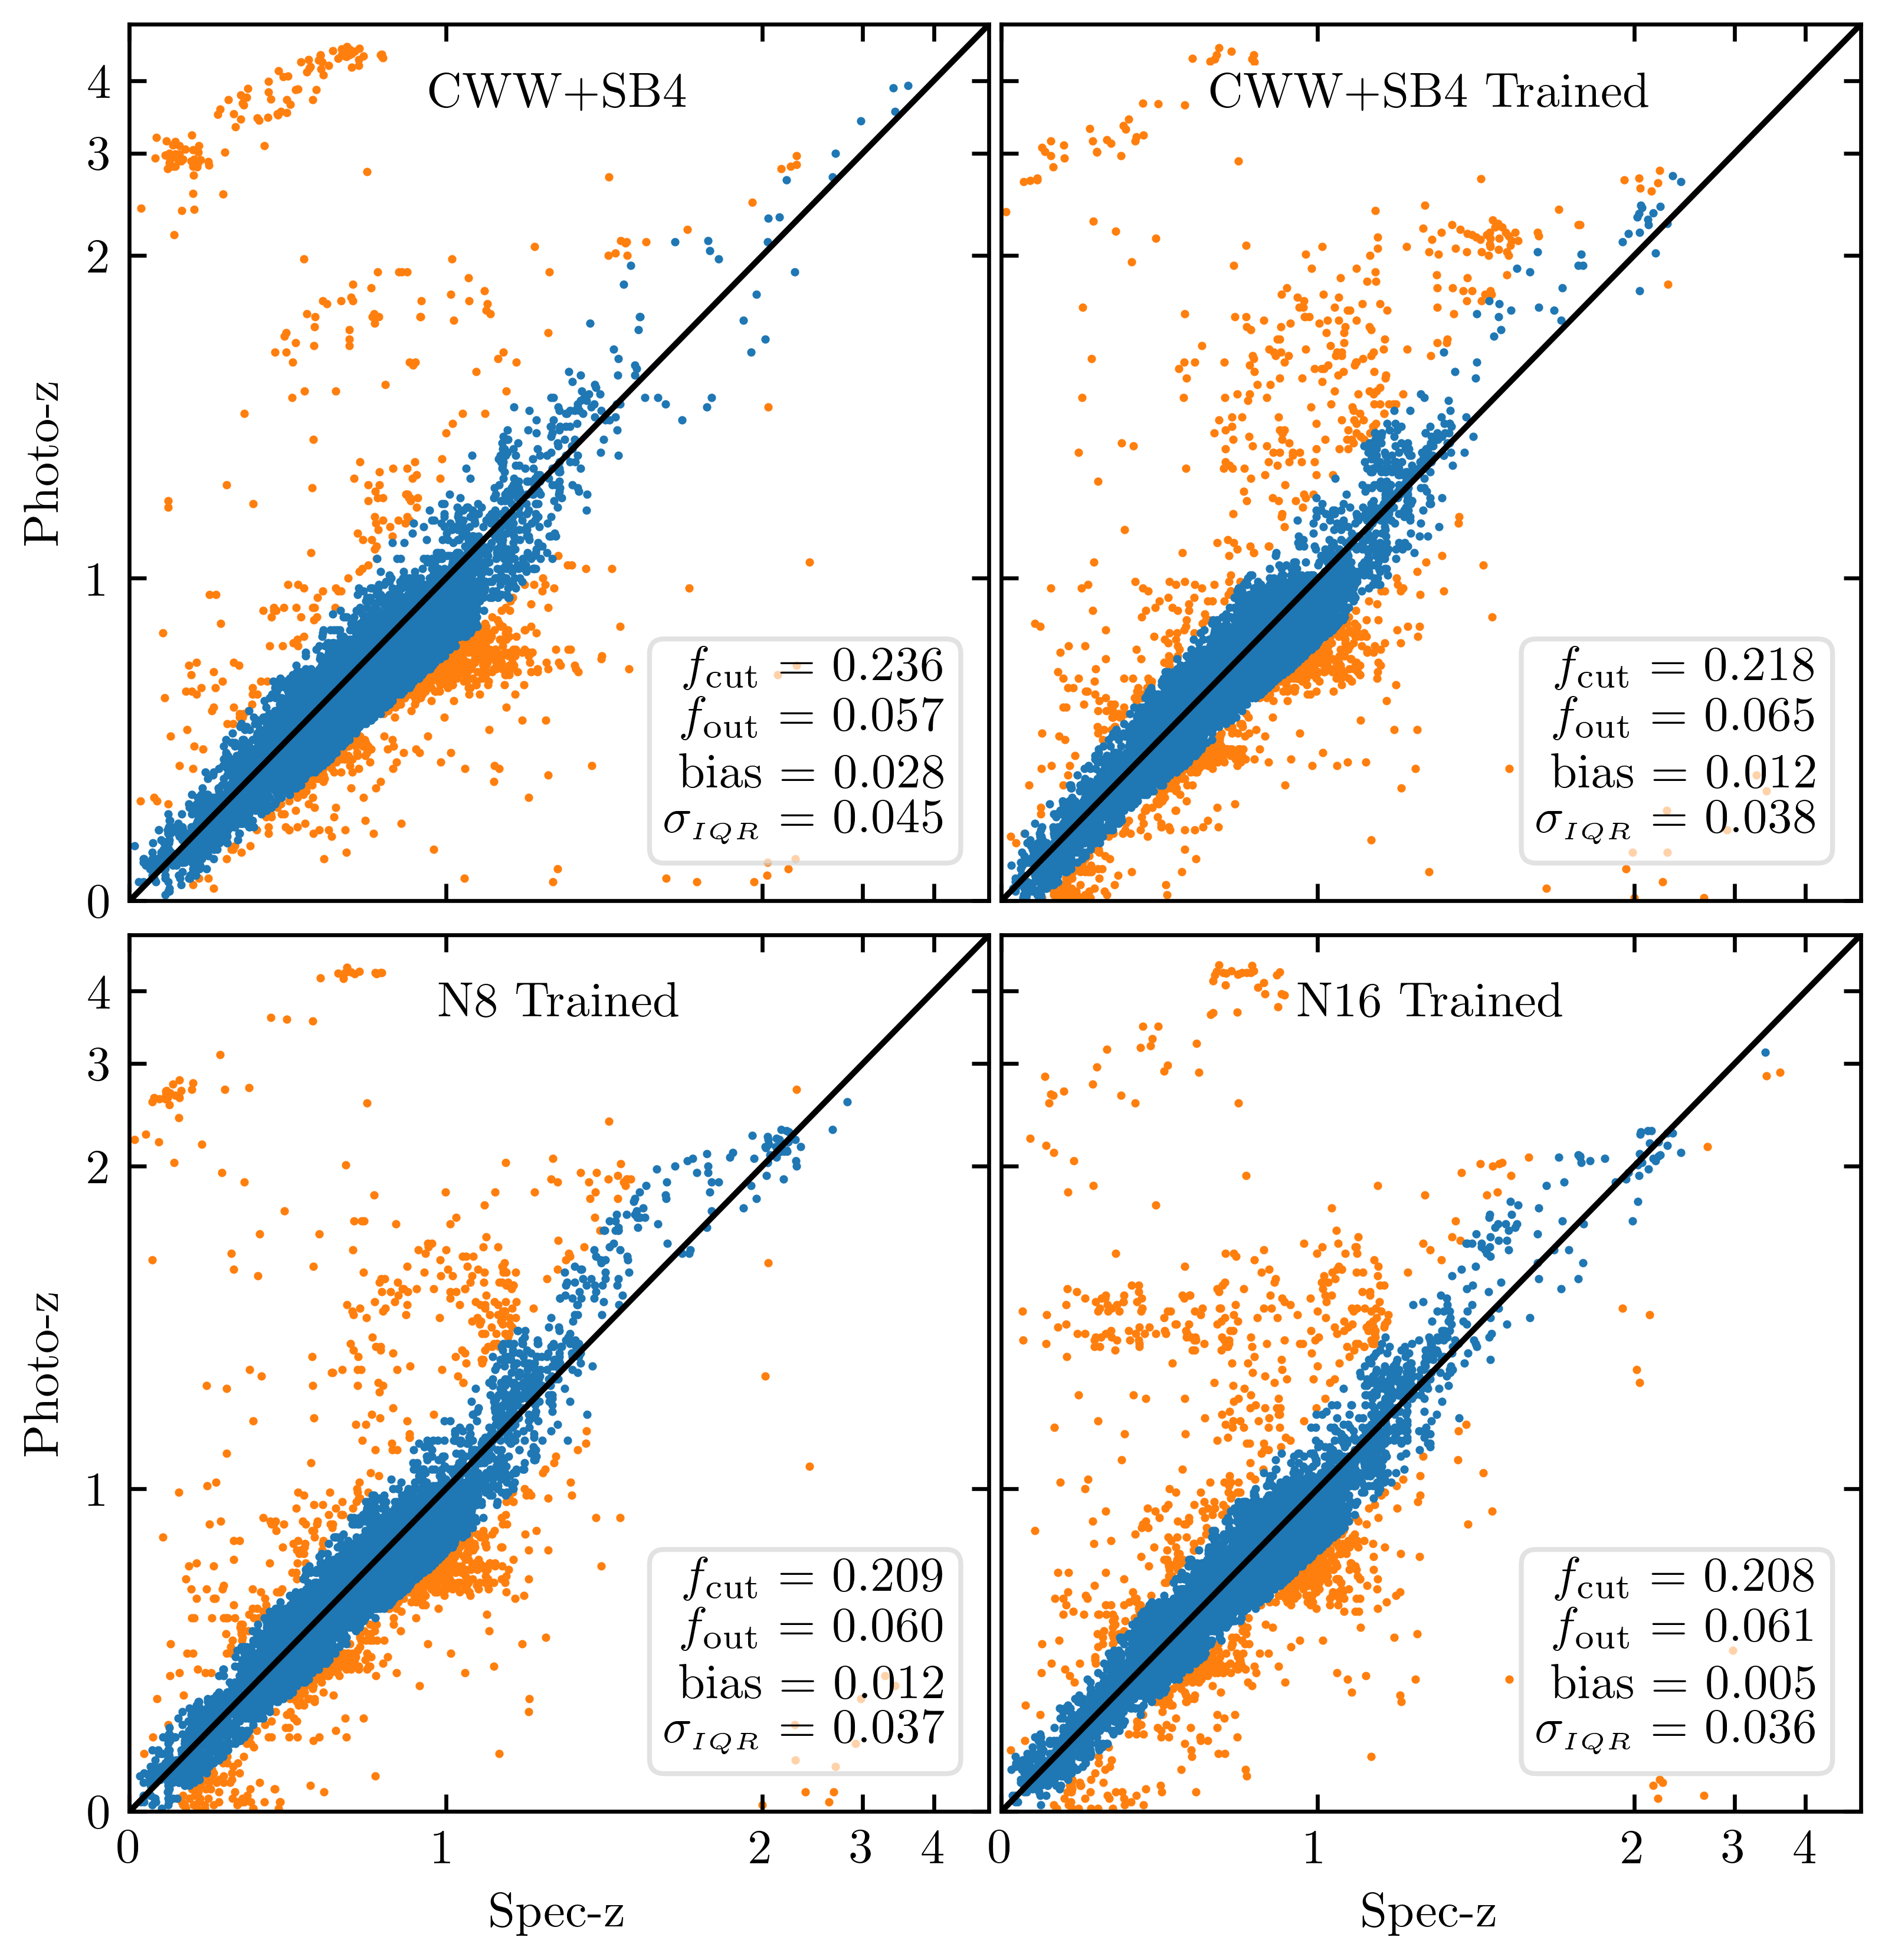 CWW+SB4
4
3
2
1
0
Photo-z
f_cut = 0.236
f_out = 0.057
bias = 0.028
σ_IQR = 0.045
CWW+SB4 Trained
f_cut = 0.218
f_out = 0.065
bias = 0.012
σ_IQR = 0.038
N8 Trained
4
3
2
1
0
Photo-z
f_cut = 0.209
f_out = 0.060
bias = 0.012
σ_IQR = 0.037
0 1 2 3 4
Spec-z
N16 Trained
f_cut = 0.208
f_out = 0.061
bias = 0.005
σ_IQR = 0.036
0 1 2 3 4
Spec-z